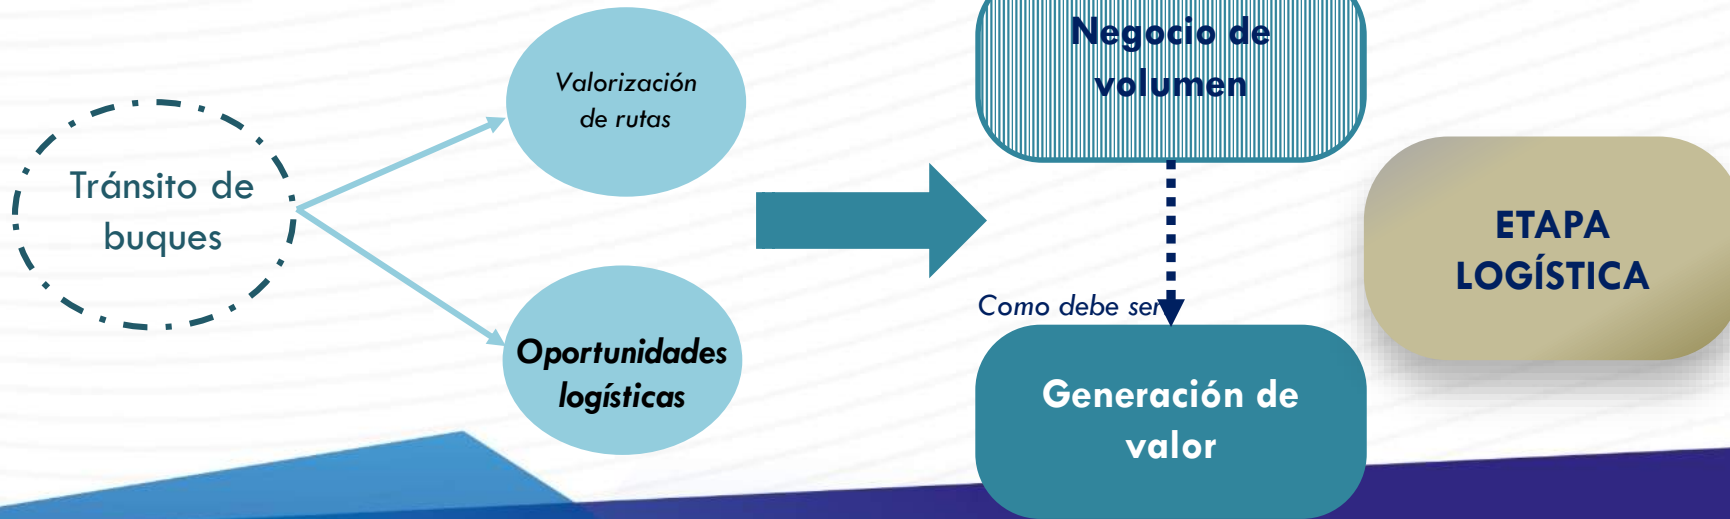 Tránsito de
buques
Valorización
de rutas
Oportunidades
logísticas
Negocio de
volumen
Como debe ser
Generación de
valor
ETAPA
LOGÍSTICA